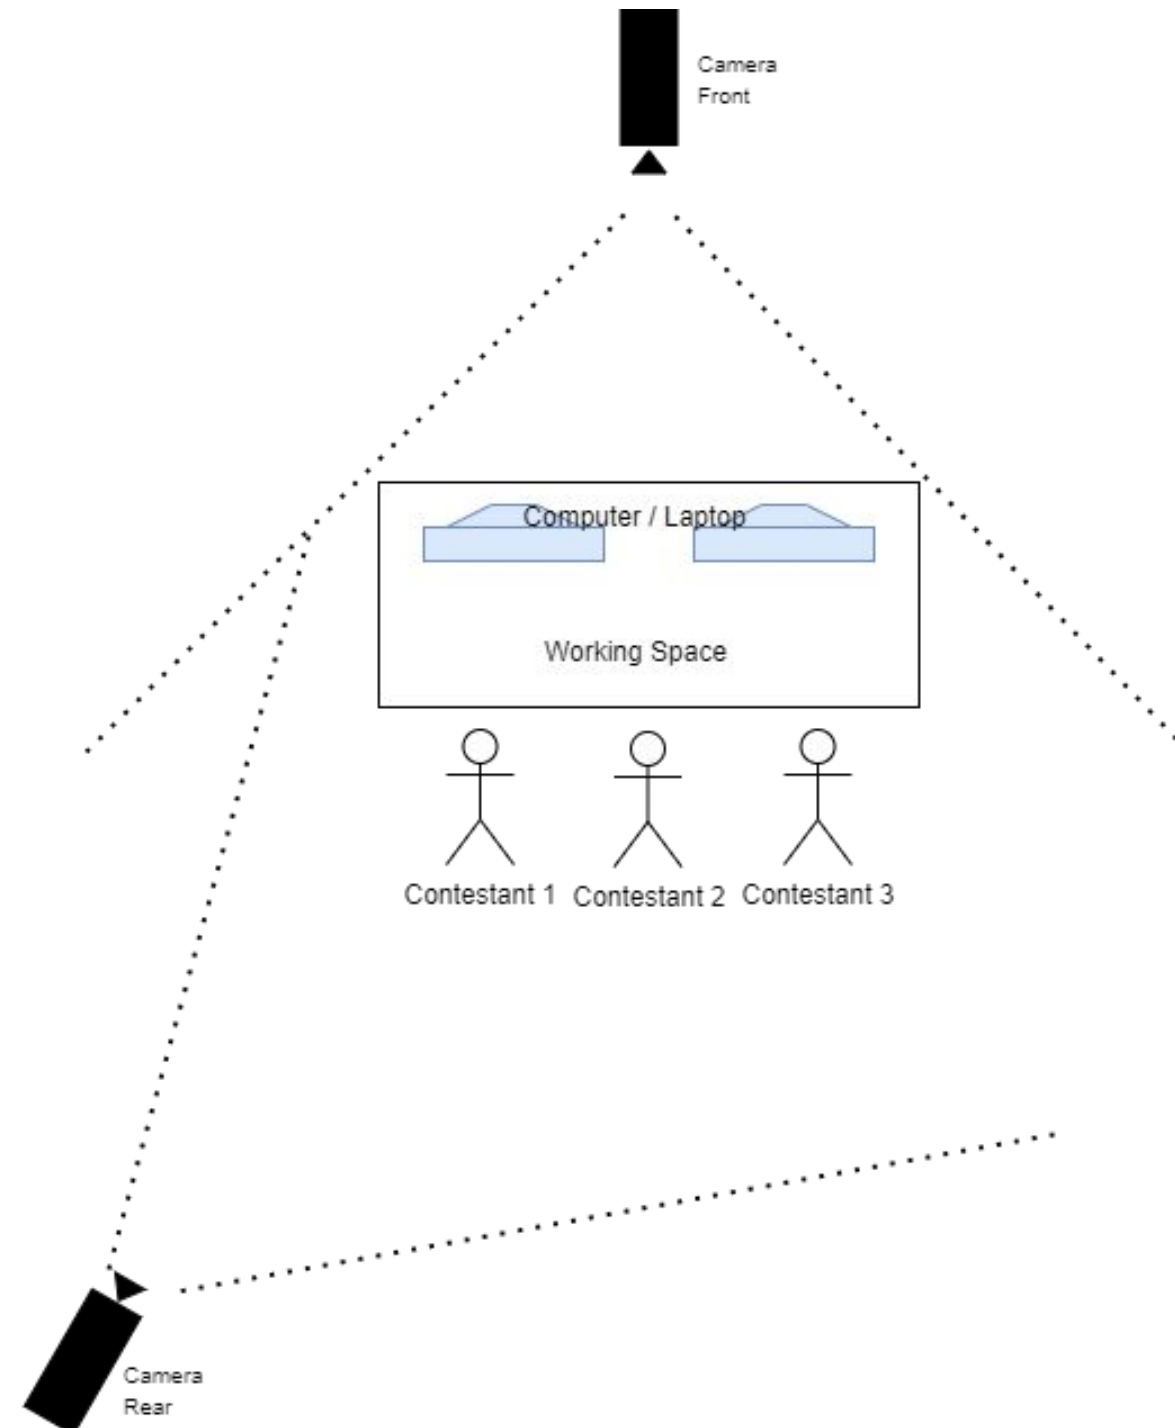 Camera
Front
Computer / Laptop
Working Space
Contestant 1
Contestant 2
Contestant 3
Camera
Rear